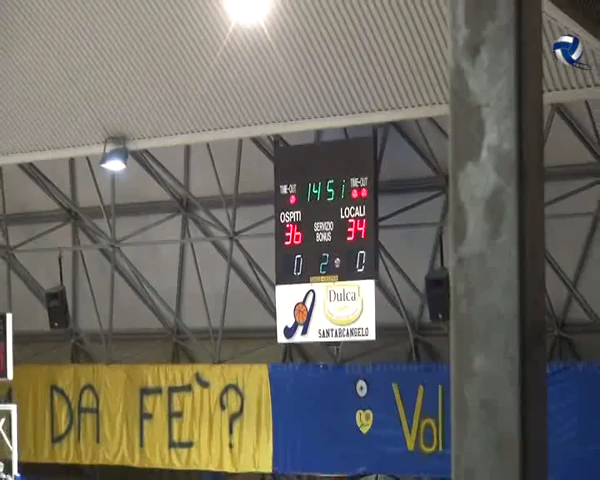 TIME-OUT 14 51 TIME-OUT
OSPITI LOCALI
36 SERVIZIO BONUS 34
0 2 0
A Dulca
SANTARCANGELO
DA FE`? Vol